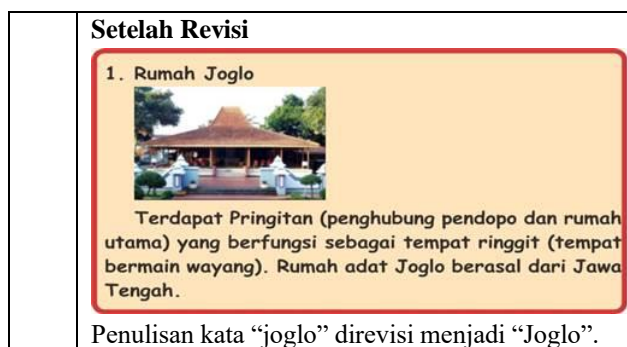 Setelah Revisi
1. Rumah Joglo
Terdapat Pringitan (penghubung pendopo dan rumah
utama) yang berfungsi sebagai tempat ringgit (tempat
bermain wayang). Rumah adat Joglo berasal dari Jawa
Tengah.
Penulisan kata “joglo” direvisi menjadi “Joglo”.